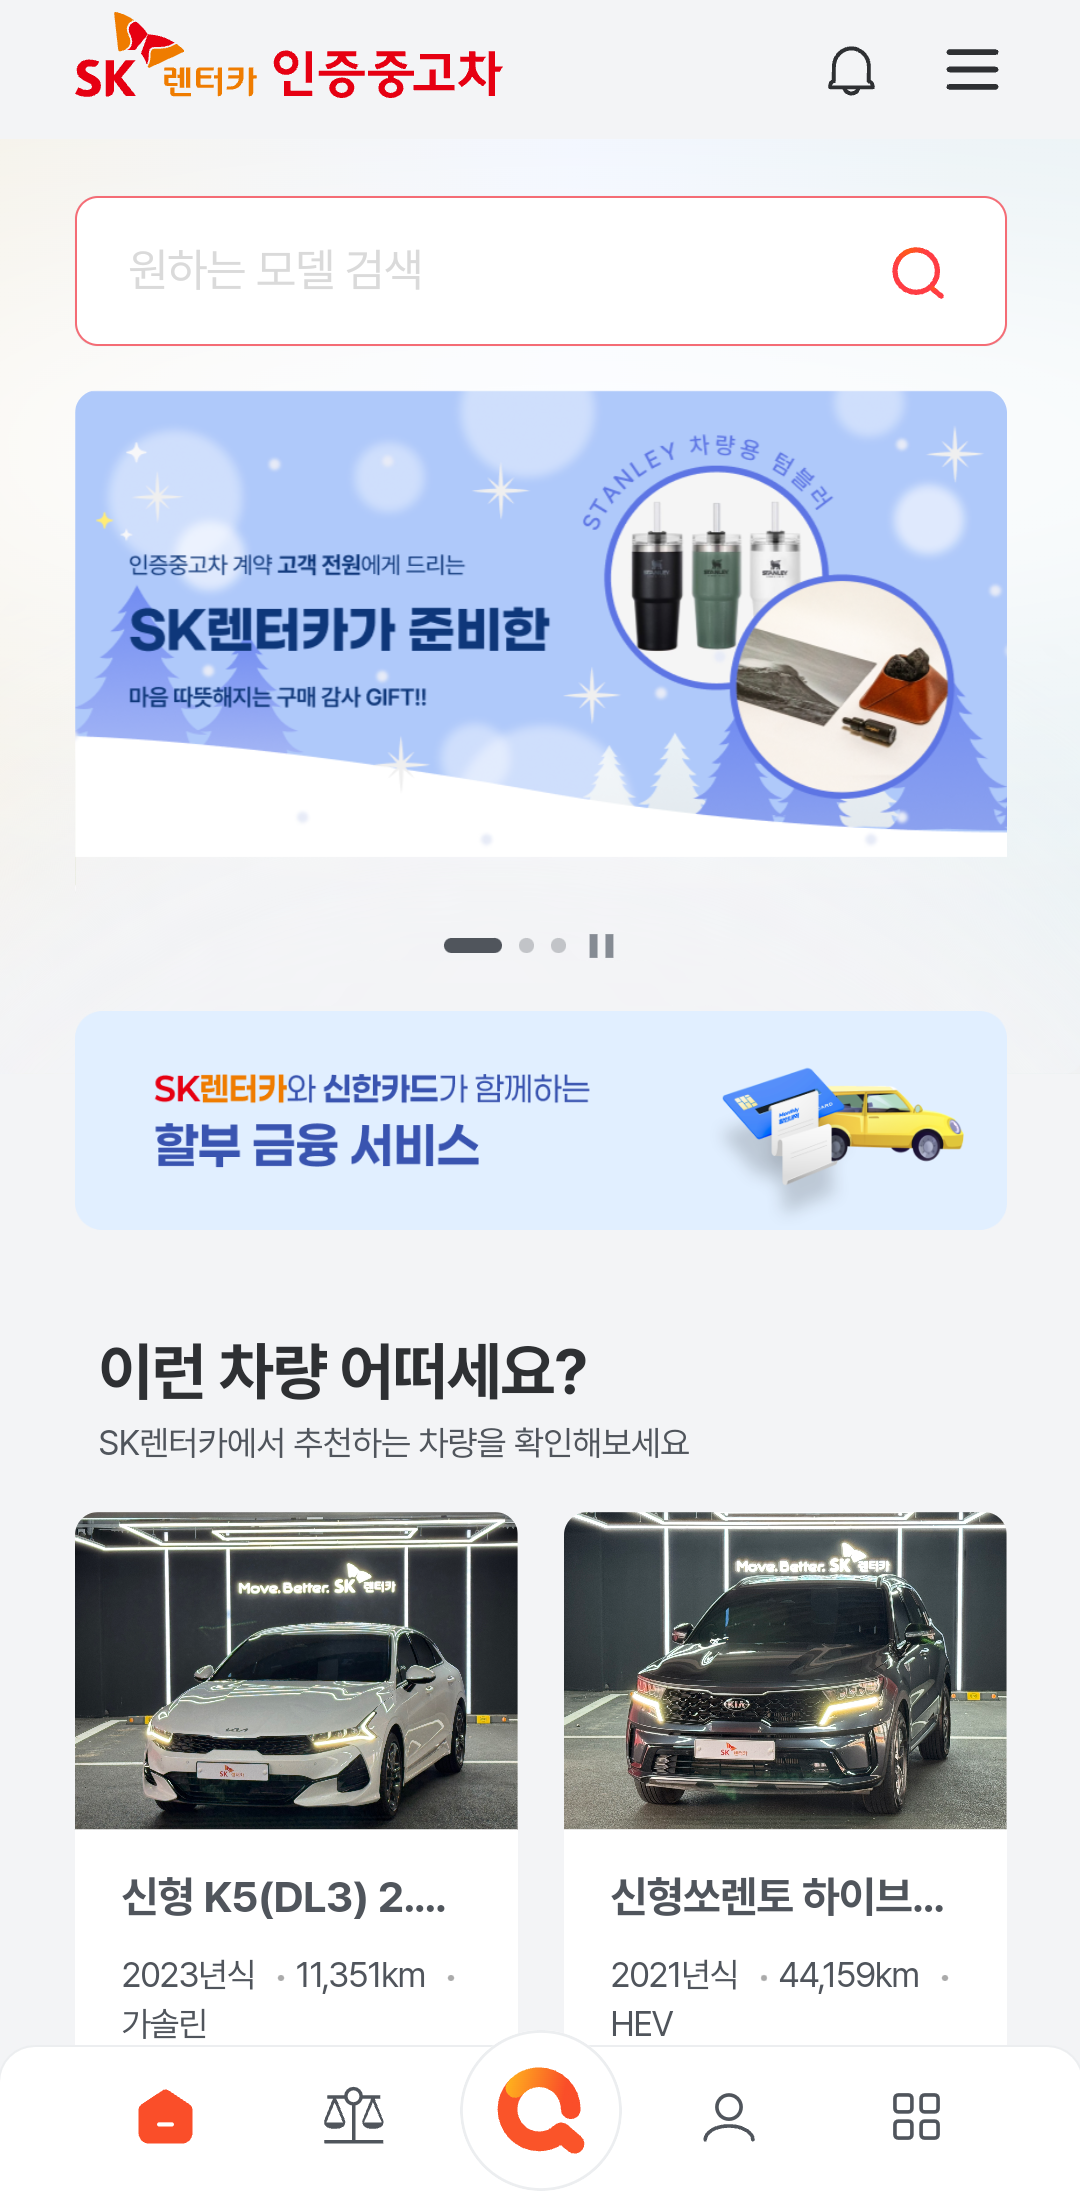 SK렌터카 인증중고차
원하는 모델 검색
STANLEY 차량용 텀블러
인증중고차 계약 고객 전원에게 드리는
SK렌터카가 준비한
마음 따뜻해지는 구매 감사 GIFT!!
SK렌터카와 신한카드가 함께하는
할부 금융 서비스
이런 차량 어떠세요?
SK렌터카에서 추천하는 차량을 확인해보세요
Move.Better. SK렌터카
Move.Better. SK렌터카
신형 K5(DL3) 2....
신형쏘렌토 하이브...
2023년식 • 11,351km •
가솔린
2021년식 • 44,159km •
HEV